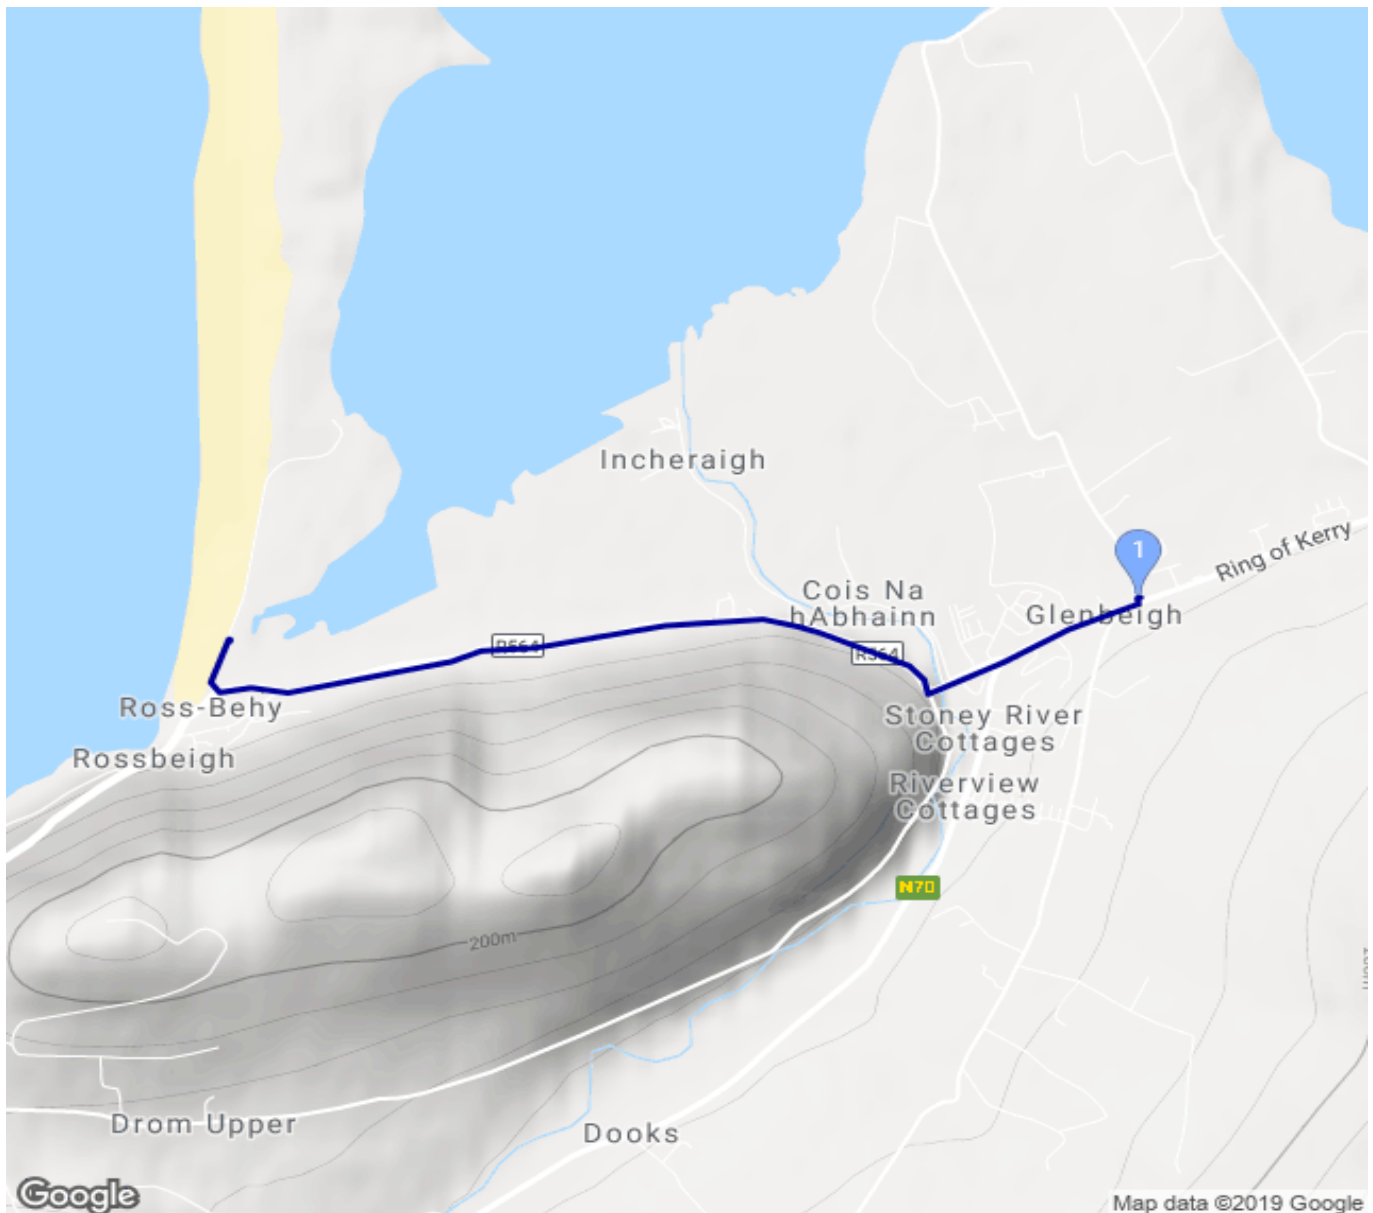 Incheraigh
1
Ring of Kerry
Cois Na
hAbhainn
Glenbeigh
R564
R564
Ross-Behy
Stoney River
Cottages
Rossbeigh
Riverview
Cottages
N70
200m
Drom Upper
Dooks
Google
Map data ©2019 Google